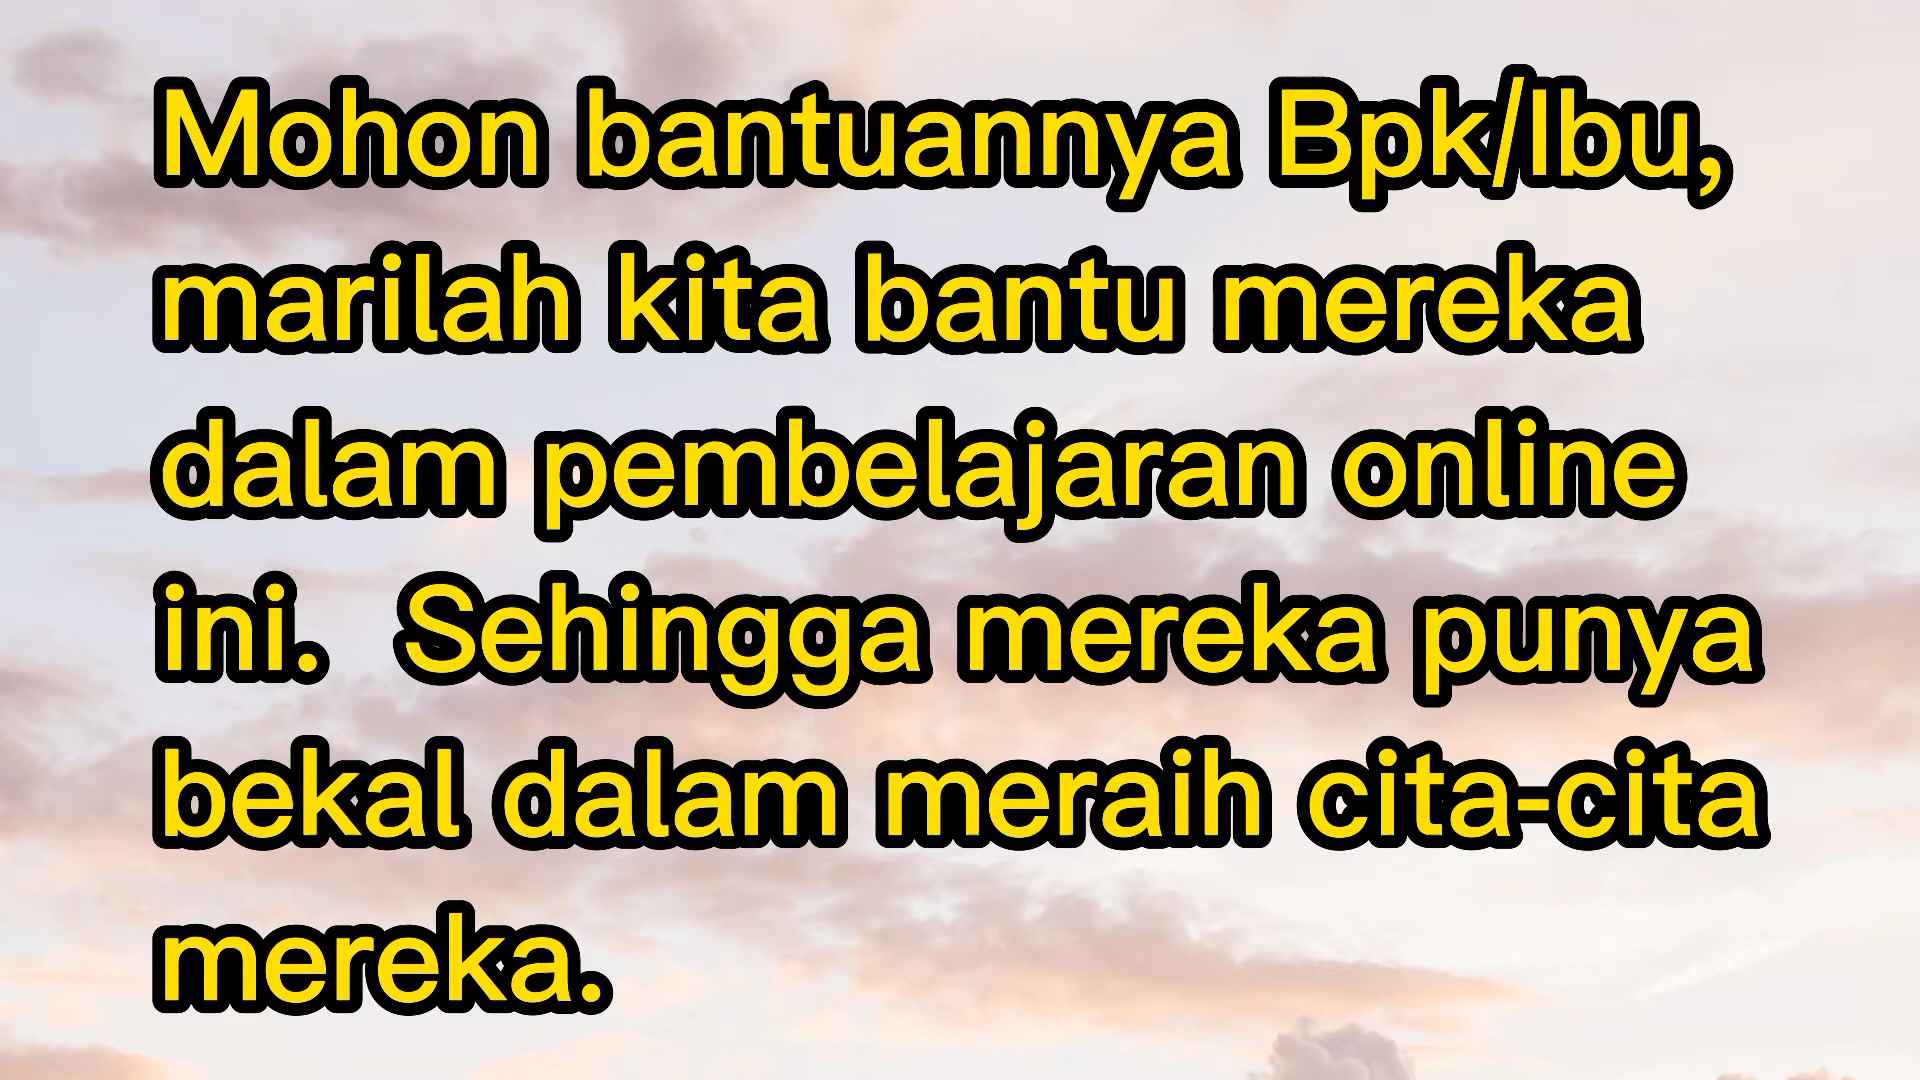 Mohon bantuannya Bpk/Ibu,
marilah kita bantu mereka
dalam pembelajaran online
ini.  Sehingga mereka punya
bekal dalam meraih cita-cita
mereka.